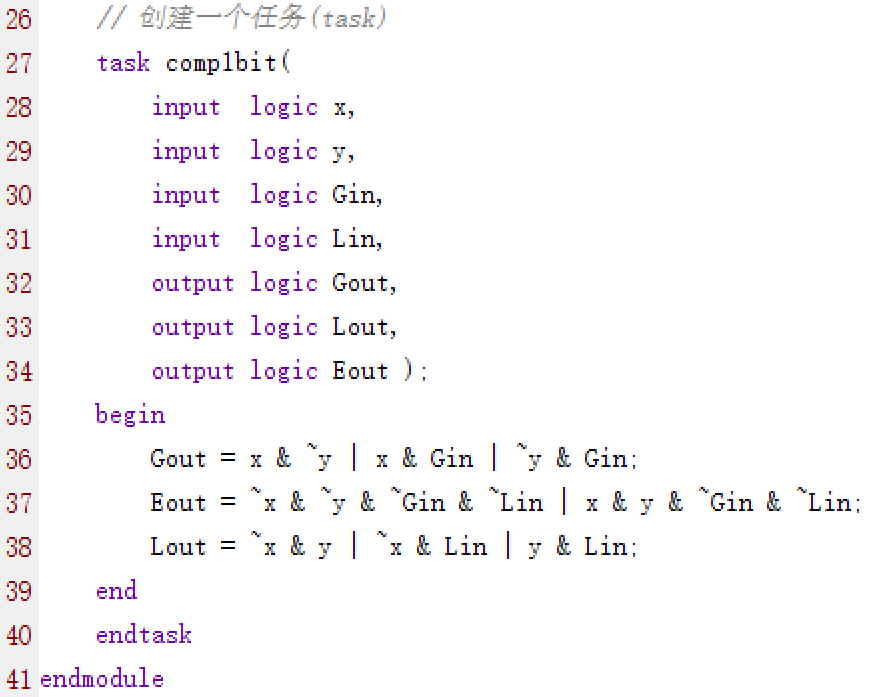 26 // 创建一个任务(task)
27 task comp1bit(
28 input logic x,
29 input logic y,
30 input logic Gin,
31 input logic Lin,
32 output logic Gout,
33 output logic Lout,
34 output logic Eout );
35 begin
36 Gout = x & ~y | x & Gin | ~y & Gin;
37 Eout = ~x & ~y & ~Gin & ~Lin | x & y & ~Gin & ~Lin;
38 Lout = ~x & y | ~x & Lin | y & Lin;
39 end
40 endtask
41 endmodule